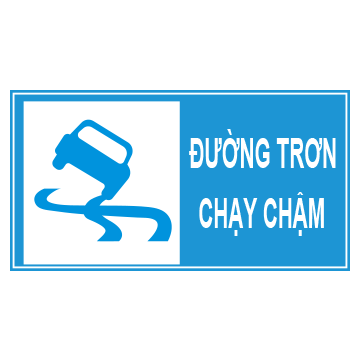 ĐƯỜNG TRƠN
CHẠY CHẬM